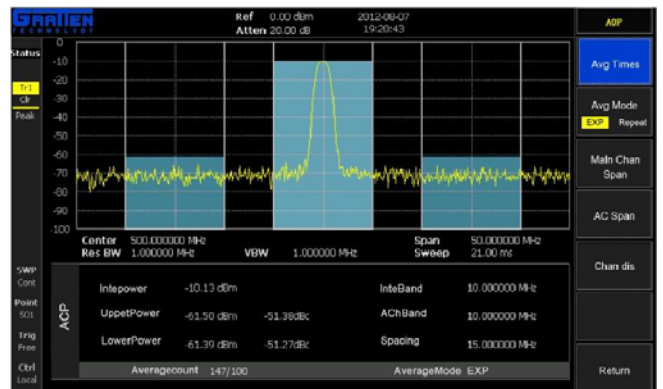 GRATTEN
TECHNOLOGY
Ref 0.00 dBm 2012-08-07
Atten 20.00 dB 19:20:43
ACP
Status
Tr1
Clr
Peak
0
-10
-20
-30
-40
-50
-60
-70
-80
-90
-100
Center 500.000000 MHz Span 50.000000 MHz
Res BW 1.000000 MHz VBW 1.000000 MHz Sweep 21.00 ms
SWP
Cont
Point
501
Trig
Free
Ctrl
Local
ACP
Intepower -10.13 dBm InteBand 10.000000 MHz
UppetPower -61.50 dBm -51.38dBc AChBand 10.000000 MHz
LowerPower -61.39 dBm -51.27dBc Spacing 15.000000 MHz
Averagecount 147/100 AverageMode EXP
Avg Times
Avg Mode
EXP Repeat
Main Chan
Span
AC Span
Chan dis
Return